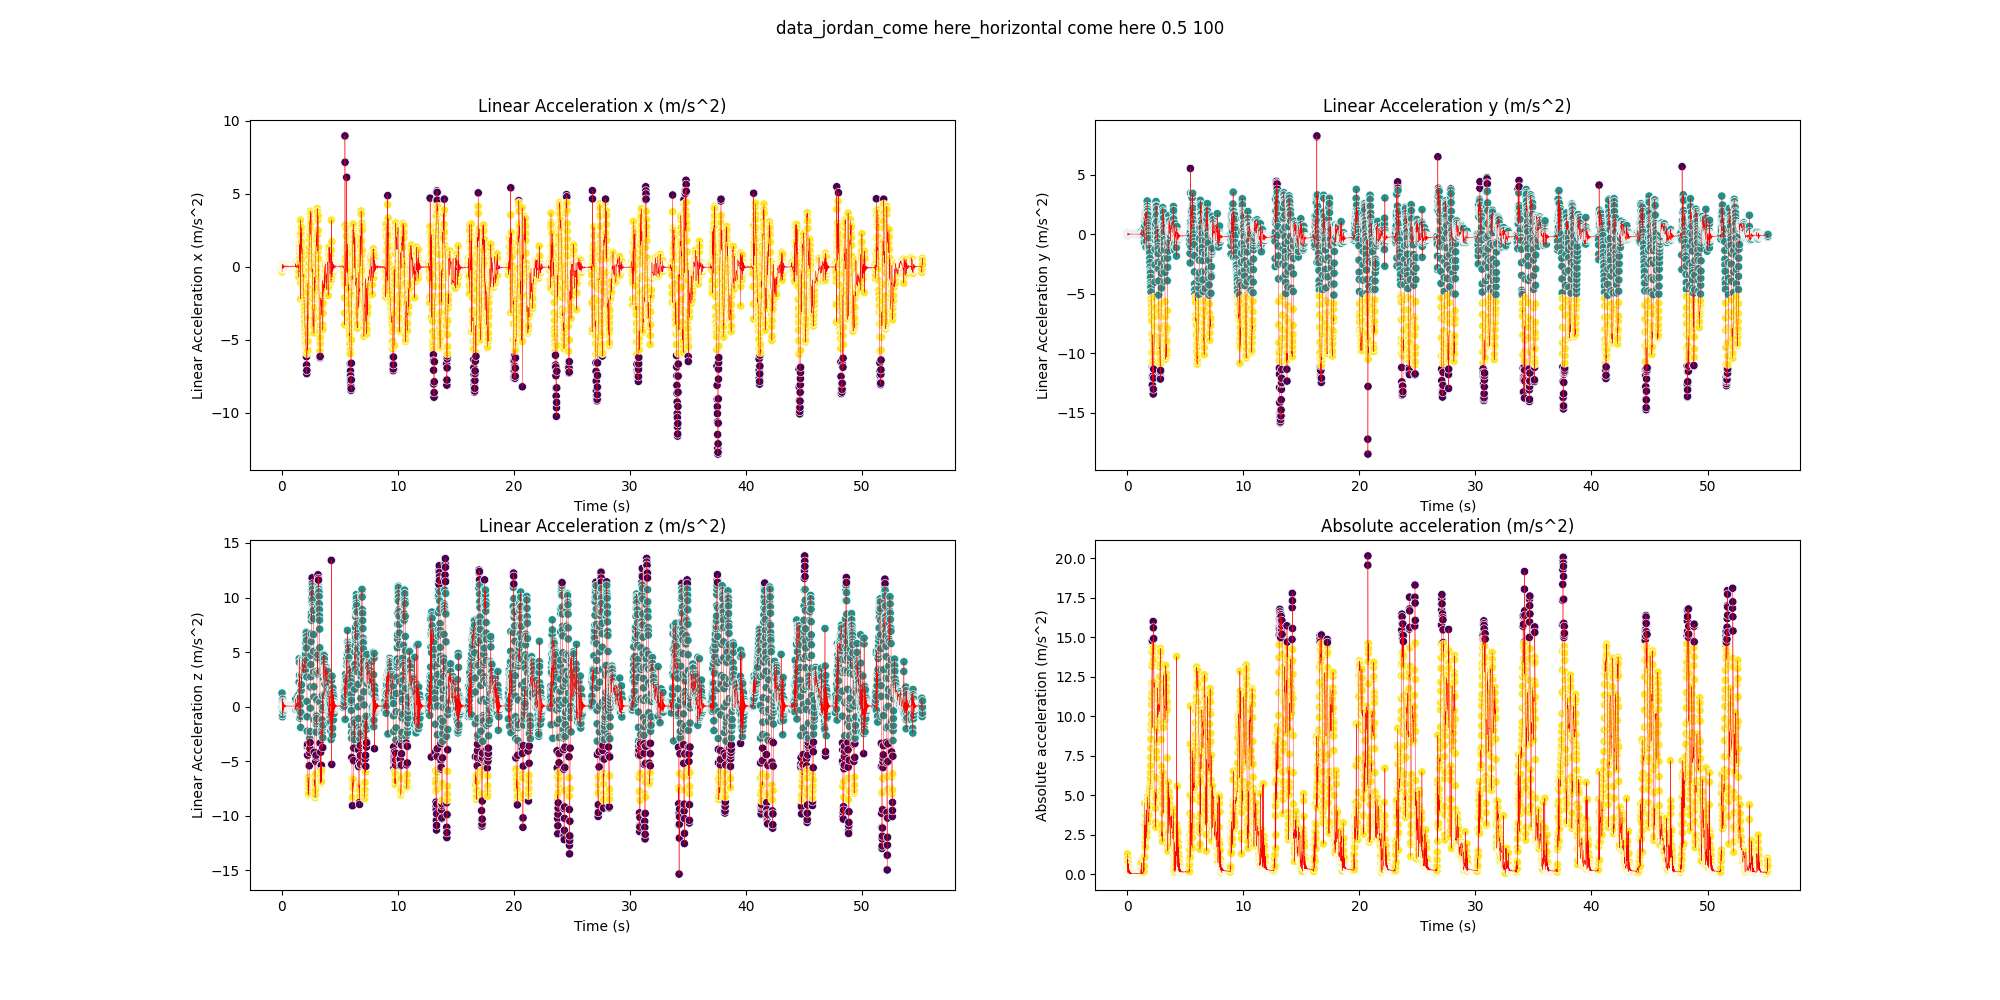 data_jordan_come here_horizontal come here 0.5 100
Linear Acceleration x (m/s^2)
Linear Acceleration x (m/s^2)
10
5
0
−5
−10
0 10 20 30 40 50
Time (s)
Linear Acceleration y (m/s^2)
Linear Acceleration y (m/s^2)
5
0
−5
−10
−15
0 10 20 30 40 50
Time (s)
Linear Acceleration z (m/s^2)
Linear Acceleration z (m/s^2)
15
10
5
0
−5
−10
−15
0 10 20 30 40 50
Time (s)
Absolute acceleration (m/s^2)
Absolute acceleration (m/s^2)
20.0
17.5
15.0
12.5
10.0
7.5
5.0
2.5
0.0
0 10 20 30 40 50
Time (s)